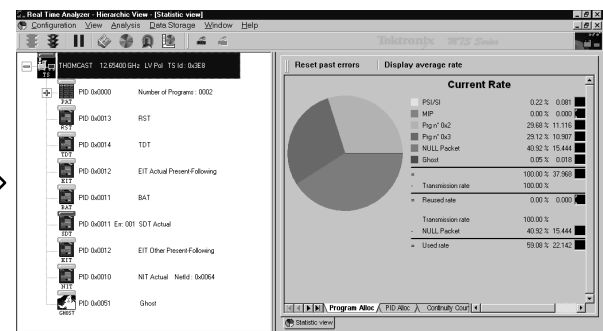 Real Time Analyzer - Hierarchic View - [Statistic view]
Configuration View Analysis Data Storage Window Help
Tektronix MTS Series
THOMCAST 12.65400 GHz LV Pol TS Id : 0x3E8
TS
PID 0x0000 Number of Programs : 0002
PAT
PID 0x0013 RST
RST
PID 0x0014 TDT
TDT
PID 0x0012 EIT Actual Present-Following
EIT
PID 0x0011 BAT
BAT
PID 0x0011 Err: 001 SDT Actual
SDT
PID 0x0012 EIT Other Present-Following
EIT
PID 0x0010 NIT Actual NetId : 0x0064
NIT
PID 0x0051 Ghost
GHOST
Reset past errors Display average rate
Current Rate
PSI/SI 0.22 % 0.081
MIP 0.00 % 0.000
Prg n° 0x2 29.68 % 11.116
Prg n° 0x3 29.12 % 10.907
NULL Packet 40.92 % 15.444
Ghost 0.05 % 0.018
= 100.00 % 37.968
- Transmission rate 100.00 %
= Reused rate 0.00 % 0.000
Transmission rate 100.00 %
- NULL Packet 40.92 % 15.444
= Used rate 59.08 % 22.142
Program Alloc PID Alloc Continuity Coun
Statistic view